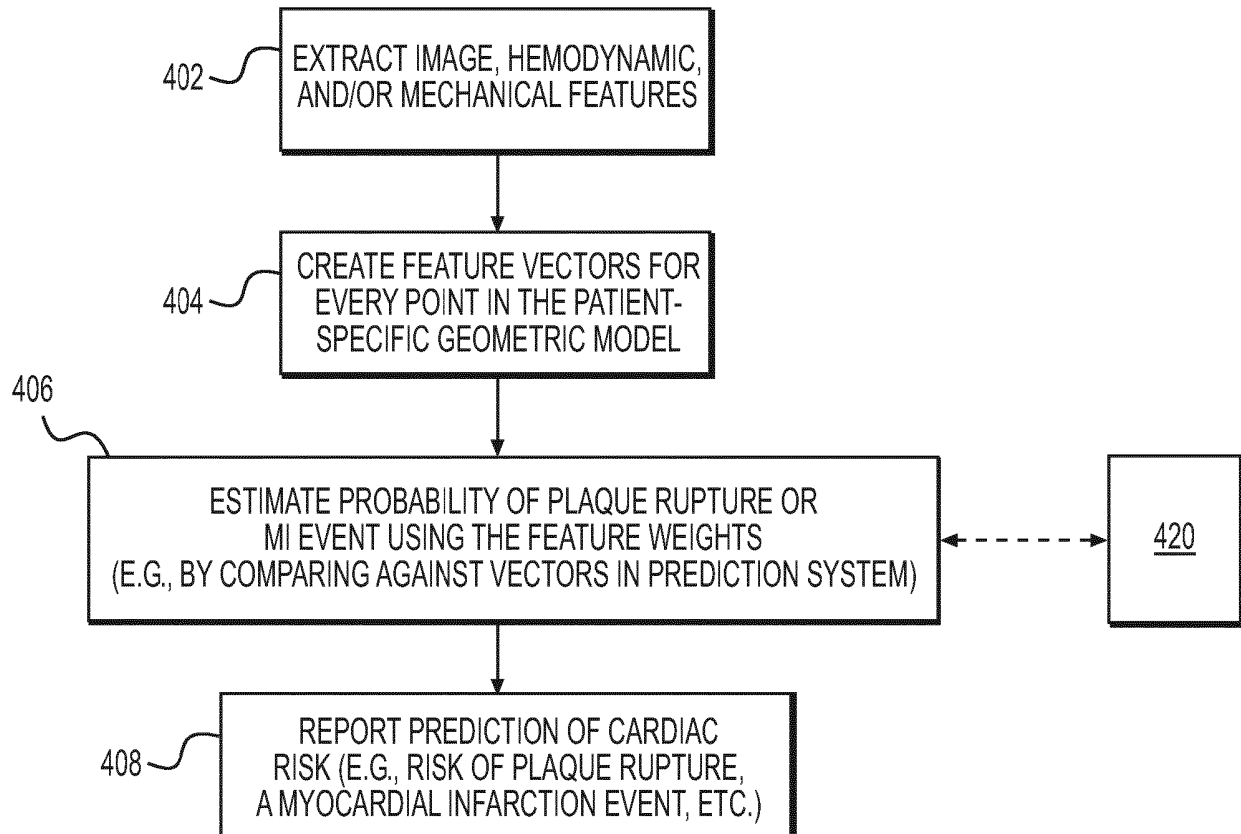 402
EXTRACT IMAGE, HEMODYNAMIC,
AND/OR MECHANICAL FEATURES
404
CREATE FEATURE VECTORS FOR
EVERY POINT IN THE PATIENT-
SPECIFIC GEOMETRIC MODEL
406
ESTIMATE PROBABILITY OF PLAQUE RUPTURE OR
MI EVENT USING THE FEATURE WEIGHTS
(E.G., BY COMPARING AGAINST VECTORS IN PREDICTION SYSTEM)
420
408
REPORT PREDICTION OF CARDIAC
RISK (E.G., RISK OF PLAQUE RUPTURE,
A MYOCARDIAL INFARCTION EVENT, ETC.)